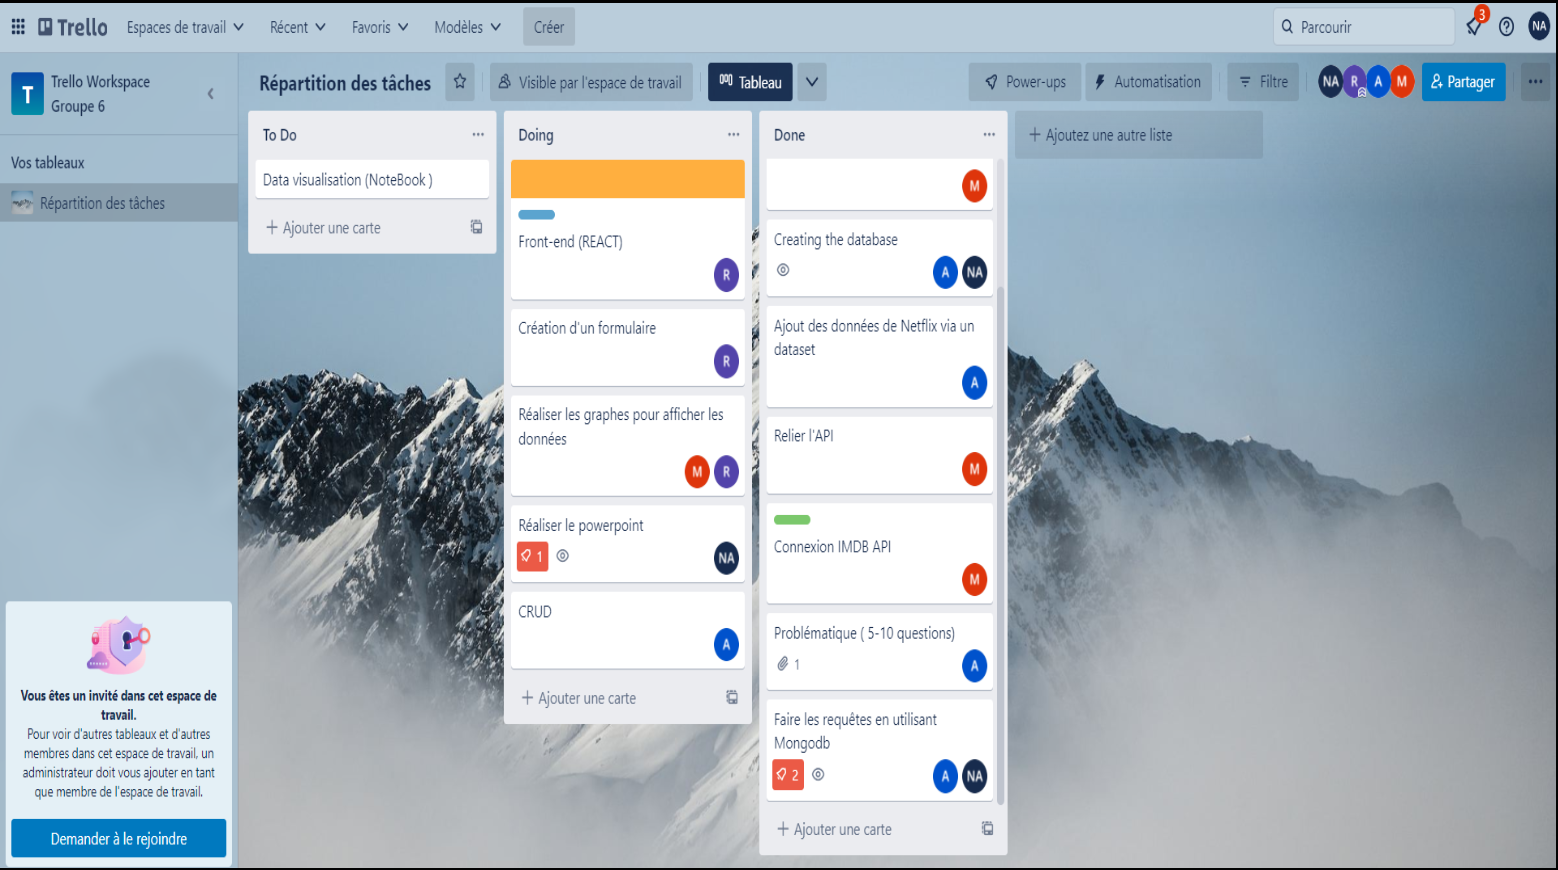 Trello
Espaces de travail
Récent
Favoris
Modèles
Créer
Parcourir
3
NA
T
Trello Workspace
Groupe 6
Répartition des tâches
Visible par l'espace de travail
Tableau
Power-ups
Automatisation
Filtre
NA
R
A
M
Partager
Vos tableaux
Répartition des tâches
Vous êtes un invité dans cet espace de
travail.
Pour voir d'autres tableaux et d'autres
membres dans cet espace de travail, un
administrateur doit vous ajouter en tant
que membre de l'espace de travail.
Demander à le rejoindre
To Do
Data visualisation (NoteBook )
+ Ajouter une carte
Doing
Front-end (REACT)
R
Création d'un formulaire
R
Réaliser les graphes pour afficher les
données
M R
Réaliser le powerpoint
1
NA
CRUD
A
+ Ajouter une carte
Done
M
Creating the database
A NA
Ajout des données de Netflix via un
dataset
A
Relier l'API
M
Connexion IMDB API
M
Problématique ( 5-10 questions)
1
A
Faire les requêtes en utilisant
Mongodb
2
A NA
+ Ajouter une carte
+ Ajoutez une autre liste